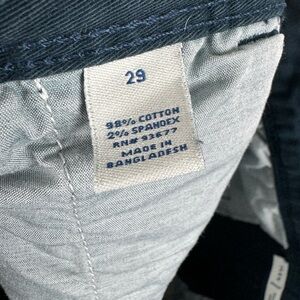 29
98% COTTON
2% SPANDEX
RN# 93677
MADE IN
BANGLADESH